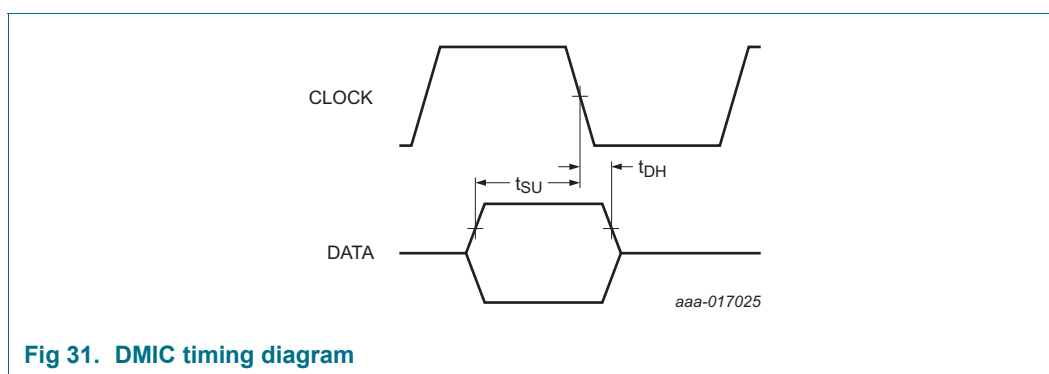 CLOCK
tDH
tSU
DATA
aaa-017025
Fig 31. DMIC timing diagram